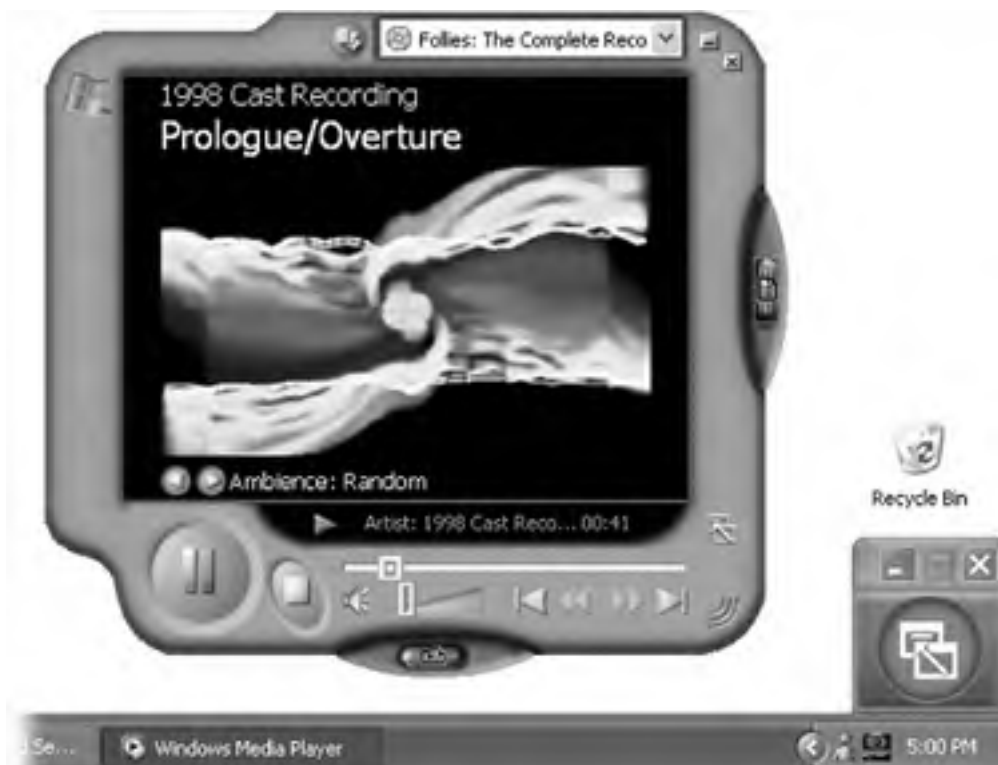 Follies: The Complete Reco
1998 Cast Recording
Prologue/Overture
Ambience: Random
Artist: 1998 Cast Reco... 00:41
Recycle Bin
Se...
Windows Media Player
5:00 PM